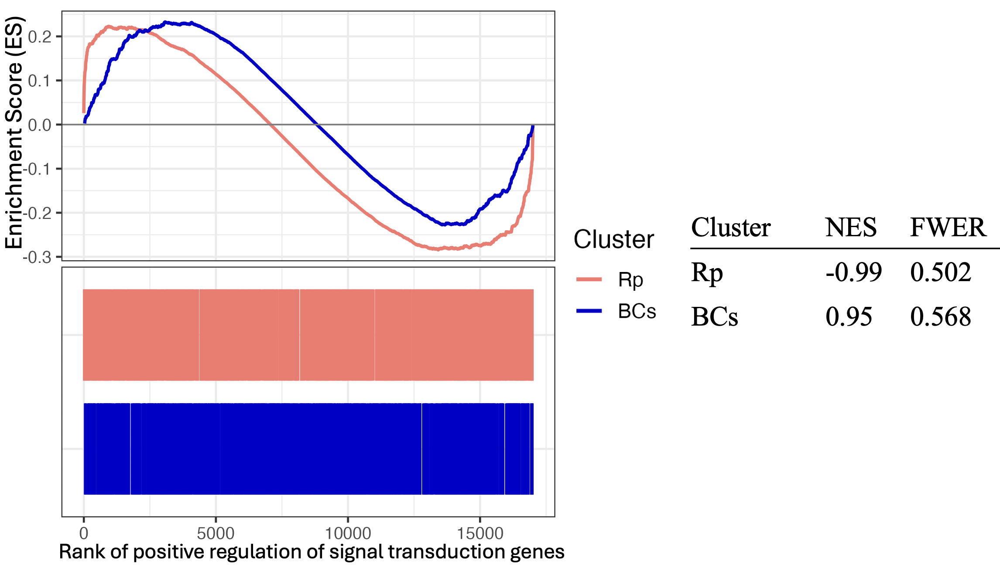 Enrichment Score (ES)
0.2
0.1
0.0
-0.1
-0.2
-0.3
0 5000 10000 15000
Rank of positive regulation of signal transduction genes
Cluster
Rp
BCs
Cluster NES FWER
Rp -0.99 0.502
BCs 0.95 0.568